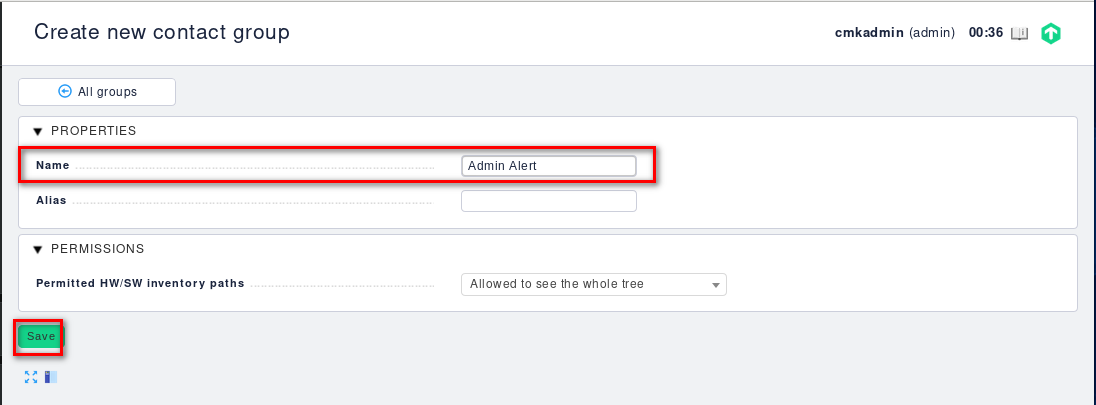 Create new contact group
cmkadmin (admin) 00:36
All groups
PROPERTIES
Name Admin Alert
Alias
PERMISSIONS
Permitted HW/SW inventory paths Allowed to see the whole tree
Save